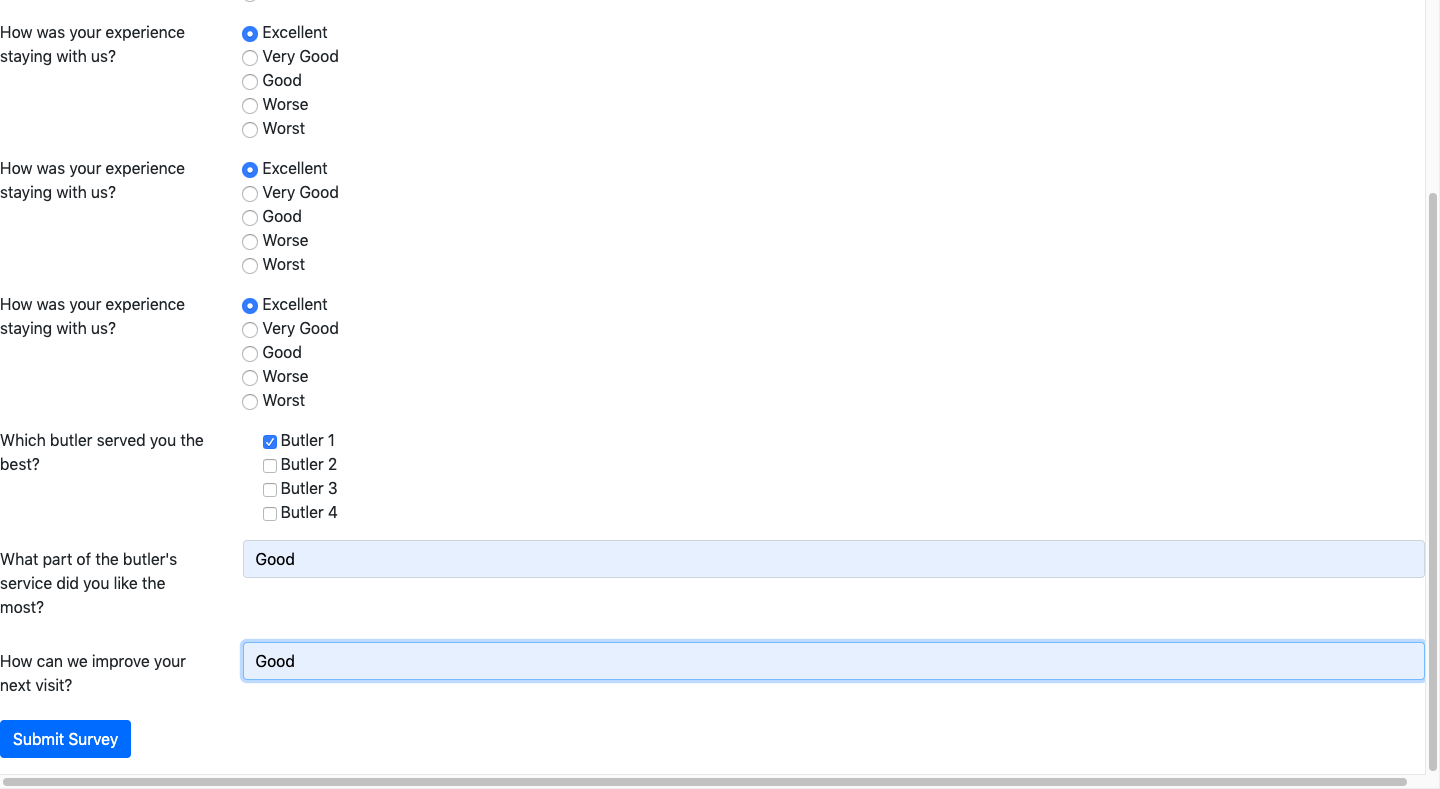 How was your experience
staying with us?
Excellent
Very Good
Good
Worse
Worst
How was your experience
staying with us?
Excellent
Very Good
Good
Worse
Worst
How was your experience
staying with us?
Excellent
Very Good
Good
Worse
Worst
Which butler served you the
best?
Butler 1
Butler 2
Butler 3
Butler 4
What part of the butler's
service did you like the
most?
Good
How can we improve your
next visit?
Good
Submit Survey